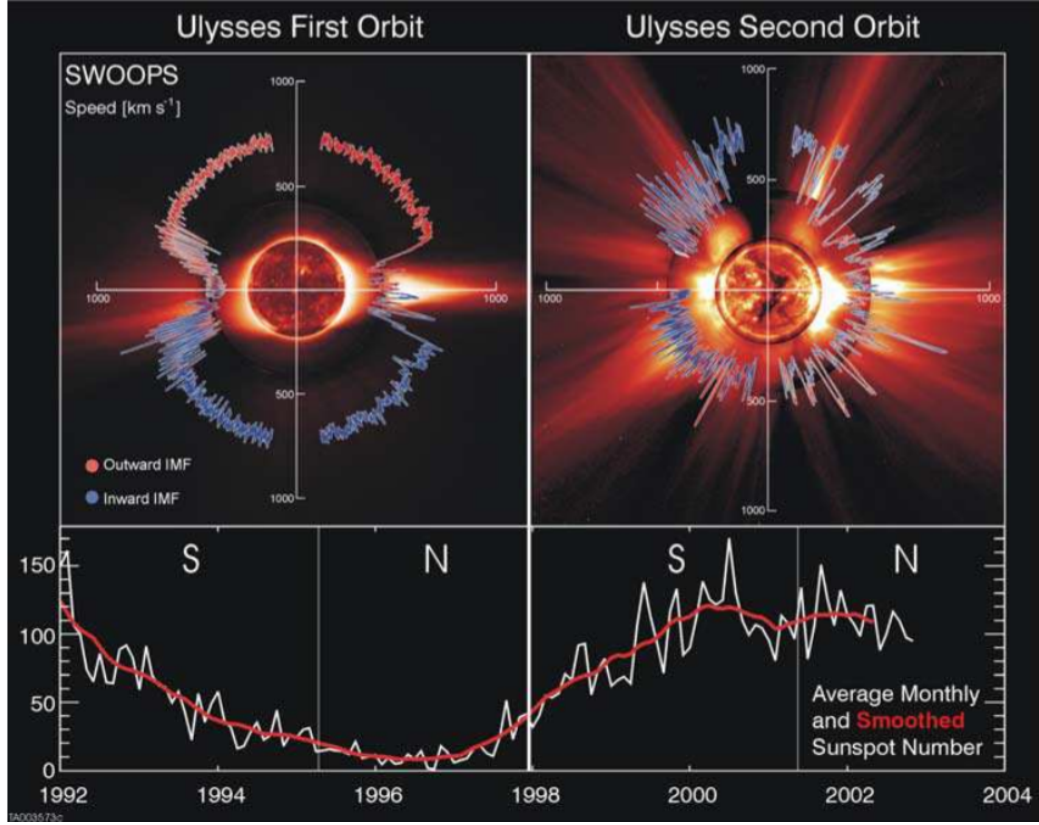 Ulysses First Orbit
Ulysses Second Orbit
SWOOPS
Speed [km s⁻¹]
1000
500
1000
1000
500
1000
Outward IMF
Inward IMF
1000
500
1000
1000
500
1000
S
N
S
N
150
100
50
0
Average Monthly
and Smoothed
Sunspot Number
1992
1994
1996
1998
2000
2002
2004
TA003573c